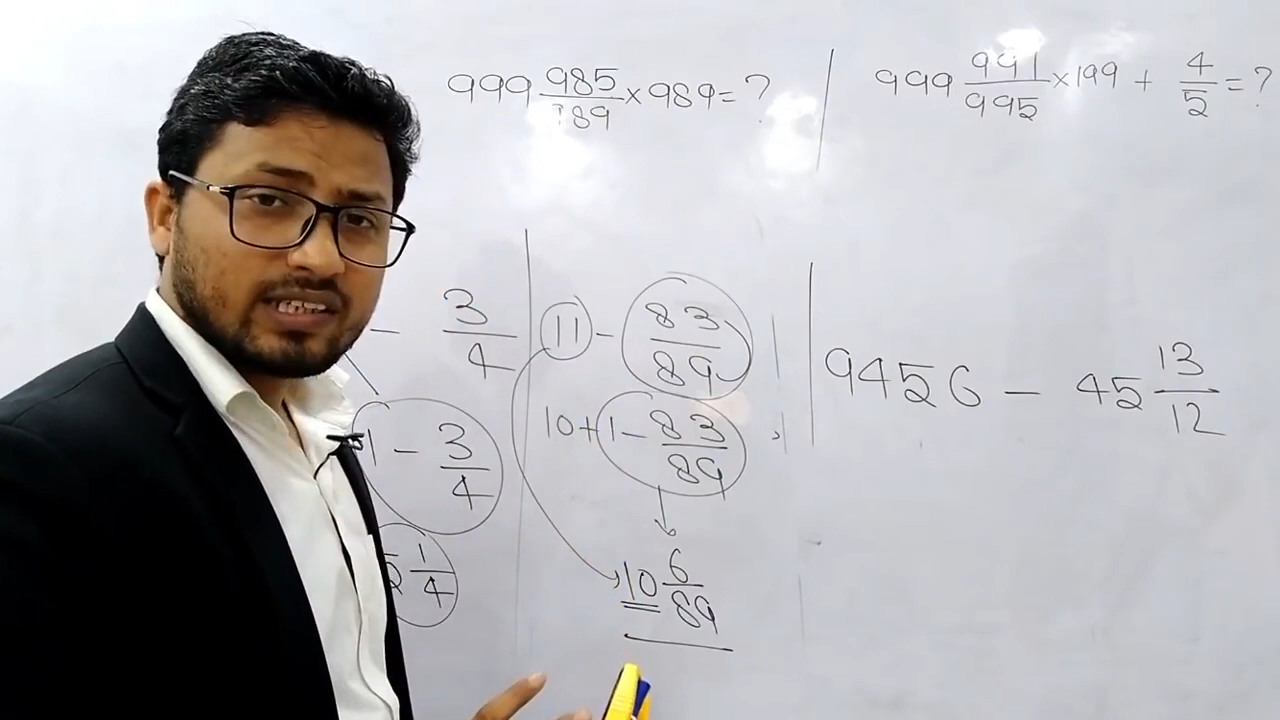 999 985/989 × 989 = ?
999 991/995 × 199 + 4/5 = ?
- 3/4
1 - 3/4
5 1/4
11 - 83/89
10 + 1 - 83/89
10 6/89
9456 - 45 13/12